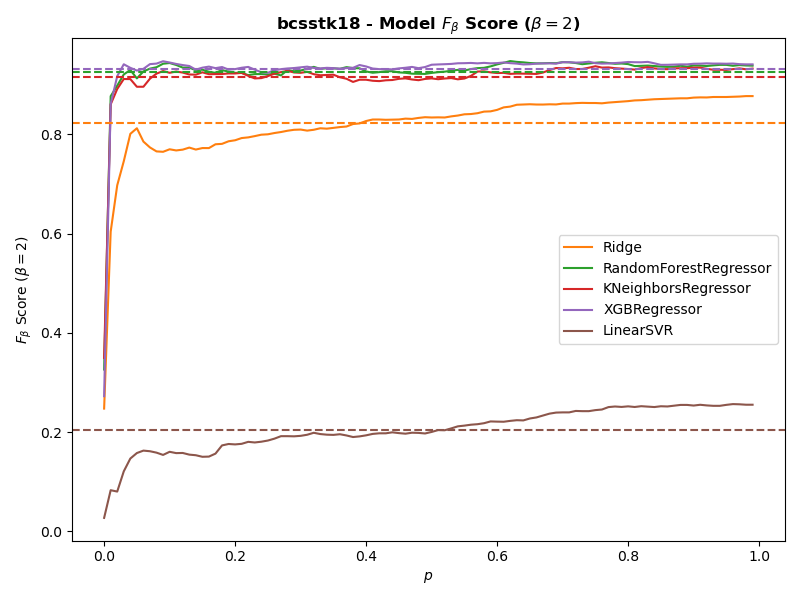 bcsstk18 - Model $F_\beta$ Score ($\beta = 2$)
$F_\beta$ Score ($\beta = 2$)
0.8
0.6
0.4
0.2
0.0
Ridge
RandomForestRegressor
KNeighborsRegressor
XGBRegressor
LinearSVR
0.0 0.2 0.4 0.6 0.8 1.0
p